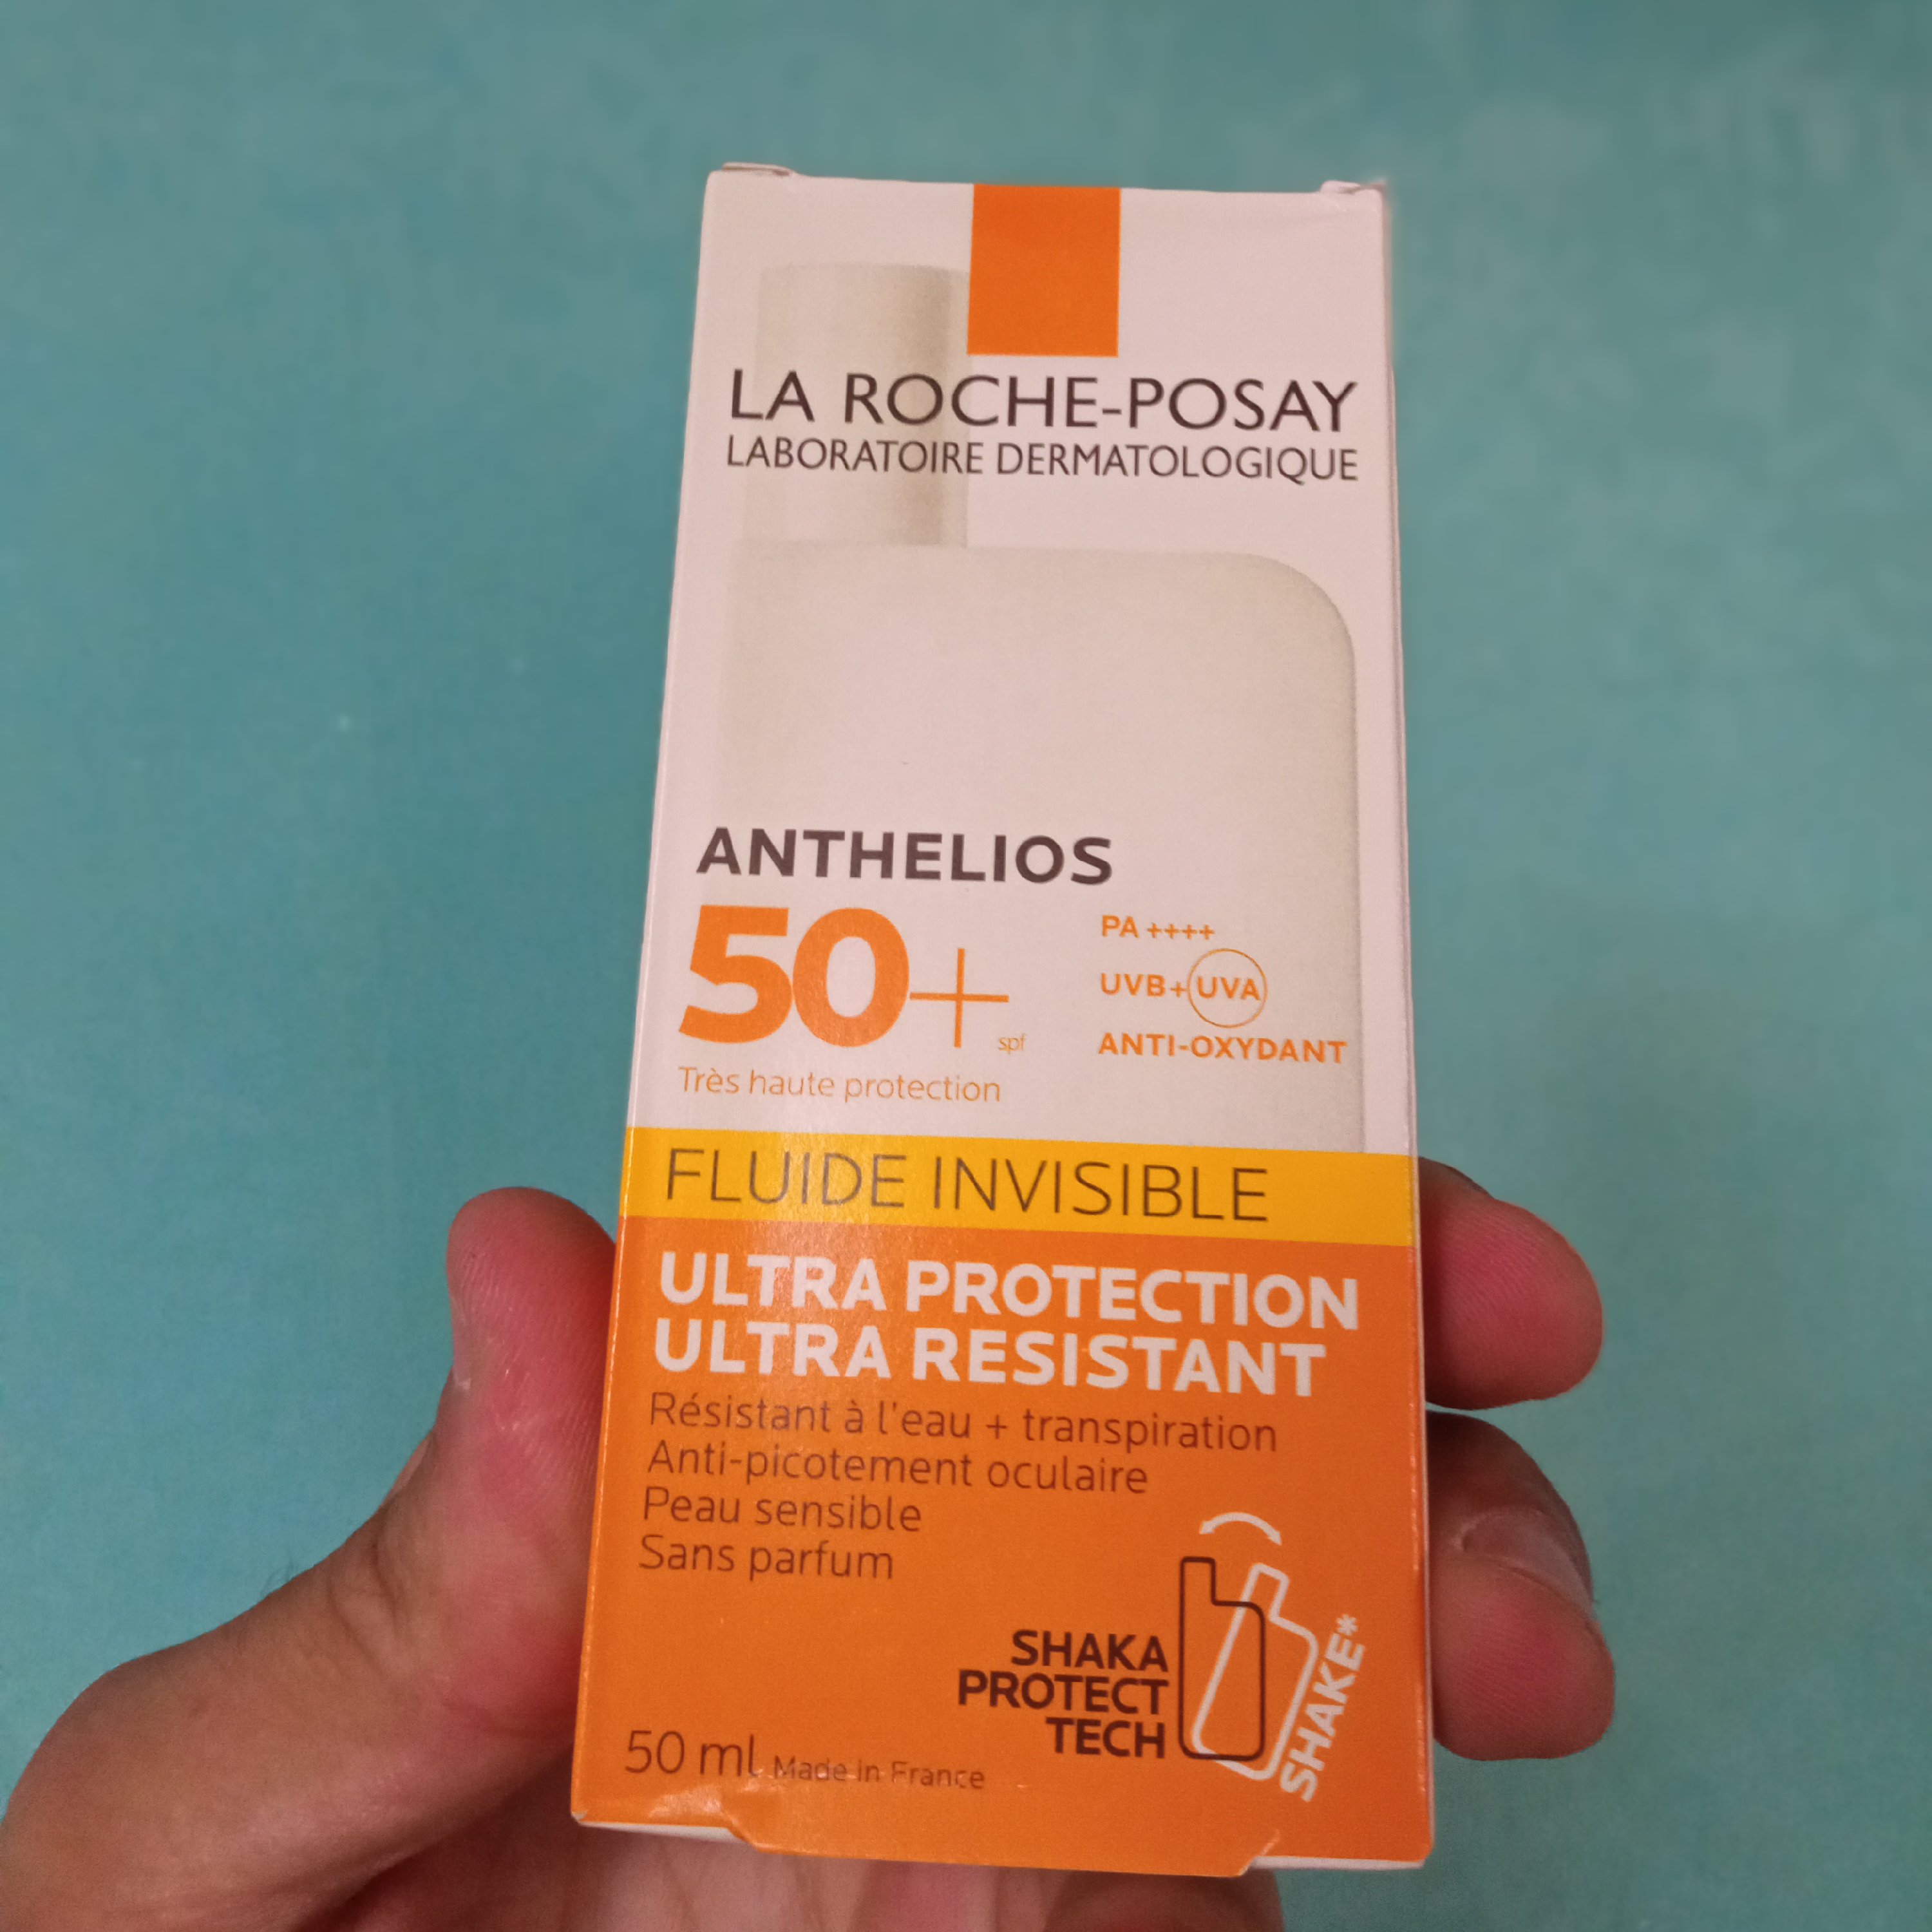 LA ROCHE-POSAY
LABORATOIRE DERMATOLOGIQUE
ANTHELIOS
50+ spf
Très haute protection
PA ++++
UVB+UVA
ANTI-OXYDANT
FLUIDE INVISIBLE
ULTRA PROTECTION
ULTRA RESISTANT
Résistant à l'eau + transpiration
Anti-picotement oculaire
Peau sensible
Sans parfum
SHAKA
PROTECT
TECH
SHAKE*
50 ml Made in France